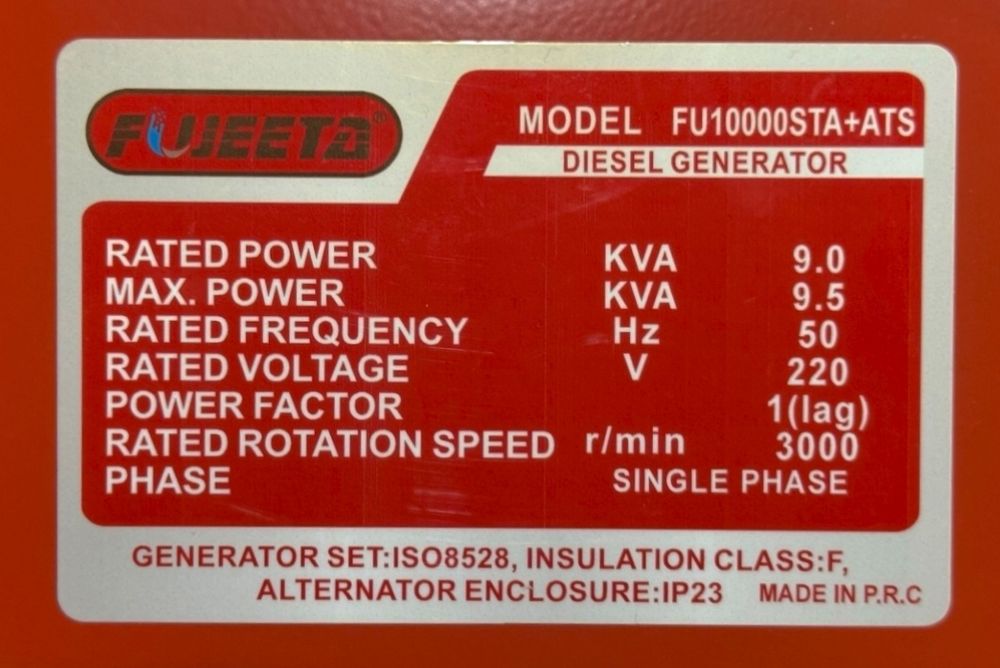 FUJEETA®
MODEL FU10000STA+ATS
DIESEL GENERATOR
RATED POWER KVA 9.0
MAX. POWER KVA 9.5
RATED FREQUENCY Hz 50
RATED VOLTAGE V 220
POWER FACTOR 1(lag)
RATED ROTATION SPEED r/min 3000
PHASE SINGLE PHASE
GENERATOR SET:ISO8528, INSULATION CLASS:F,
ALTERNATOR ENCLOSURE:IP23 MADE IN P.R.C